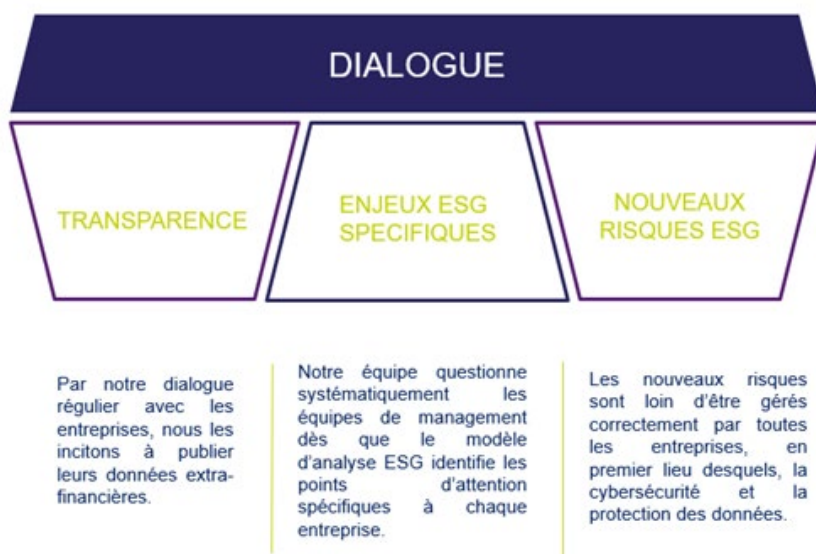 DIALOGUE
TRANSPARENCE
ENJEUX ESG
SPECIFIQUES
NOUVEAUX
RISQUES ESG
Par notre dialogue
régulier avec les
entreprises, nous les
incitons à publier
leurs données extra-
financières.
Notre équipe questionne
systématiquement les
équipes de management
dès que le modèle
d'analyse ESG identifie les
points d'attention
spécifiques à chaque
entreprise.
Les nouveaux risques
sont loin d'être gérés
correctement par toutes
les entreprises, en
premier lieu desquels, la
cybersécurité et la
protection des données.